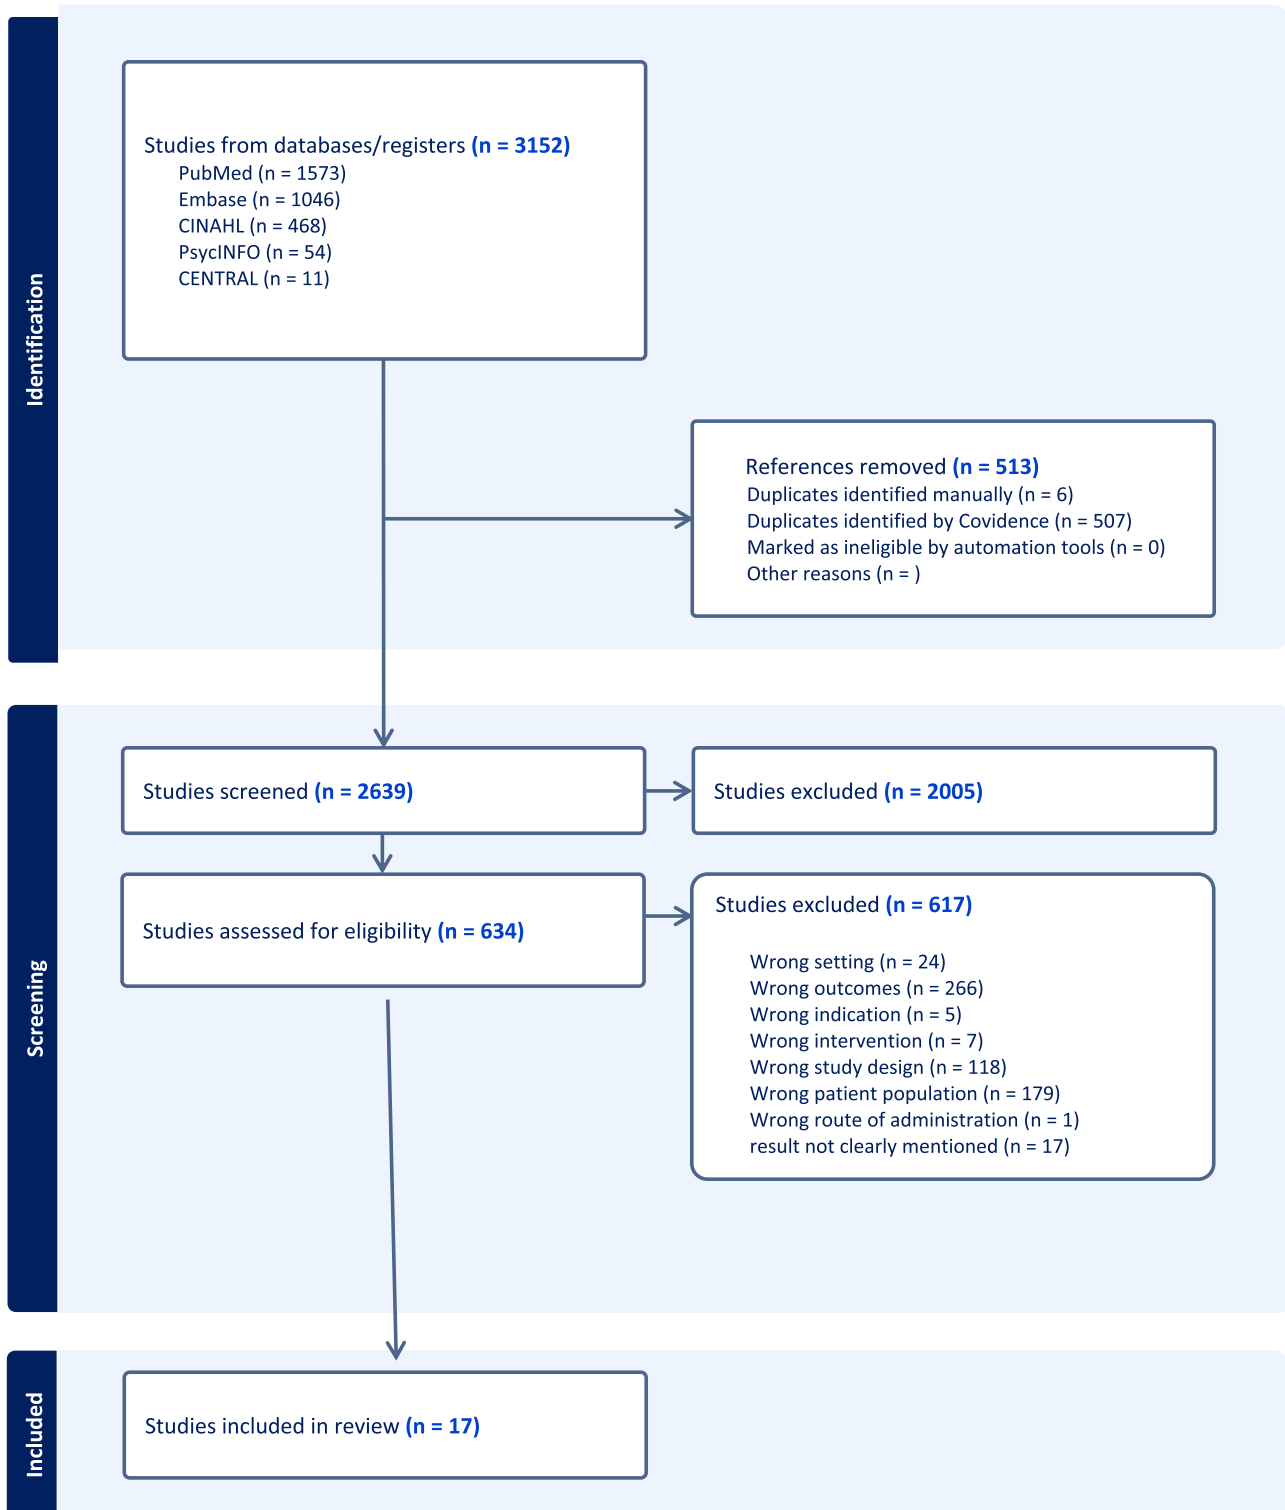 Identification
Studies from databases/registers (n = 3152)
PubMed (n = 1573)
Embase (n = 1046)
CINAHL (n = 468)
PsycINFO (n = 54)
CENTRAL (n = 11)
References removed (n = 513)
Duplicates identified manually (n = 6)
Duplicates identified by Covidence (n = 507)
Marked as ineligible by automation tools (n = 0)
Other reasons (n = )
Screening
Studies screened (n = 2639)
Studies excluded (n = 2005)
Studies assessed for eligibility (n = 634)
Studies excluded (n = 617)
Wrong setting (n = 24)
Wrong outcomes (n = 266)
Wrong indication (n = 5)
Wrong intervention (n = 7)
Wrong study design (n = 118)
Wrong patient population (n = 179)
Wrong route of administration (n = 1)
result not clearly mentioned (n = 17)
Included
Studies included in review (n = 17)